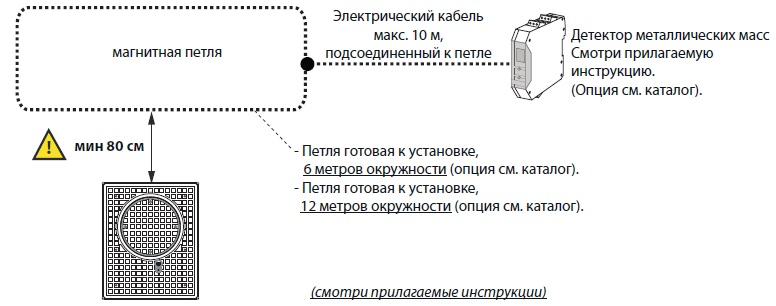 магнитная петля
Электрический кабель
макс. 10 м,
подсоединенный к петле
Детектор металлических масс
Смотри прилагаемую
инструкцию.
(Опция см. каталог).
мин 80 см
- Петля готовая к установке,
6 метров окружности (опция см. каталог).
- Петля готовая к установке,
12 метров окружности (опция см. каталог).
(смотри прилагаемые инструкции)